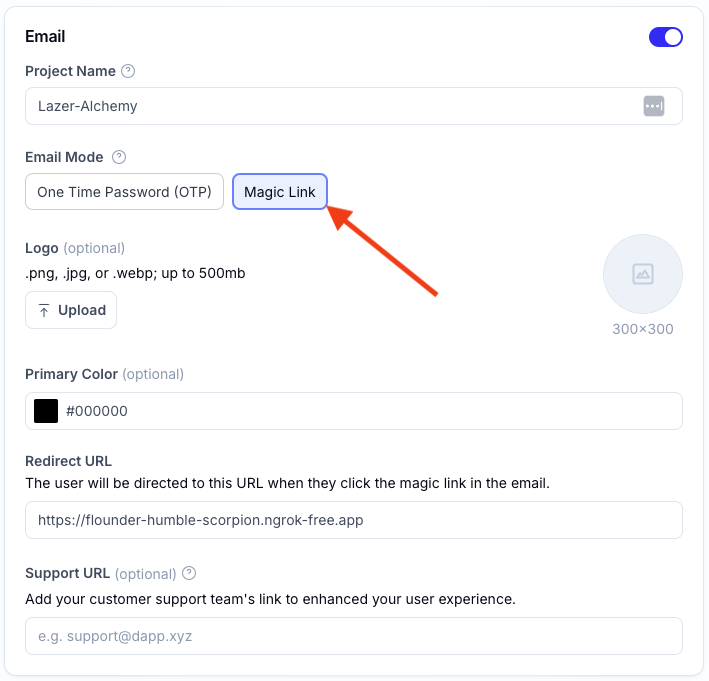 Email
Project Name
Lazer-Alchemy
Email Mode
One Time Password (OTP) Magic Link
Logo (optional)
.png, .jpg, or .webp; up to 500mb
Upload
300×300
Primary Color (optional)
#000000
Redirect URL
The user will be directed to this URL when they click the magic link in the email.
https://flounder-humble-scorpion.ngrok-free.app
Support URL (optional)
Add your customer support team's link to enhanced your user experience.
e.g. support@dapp.xyz